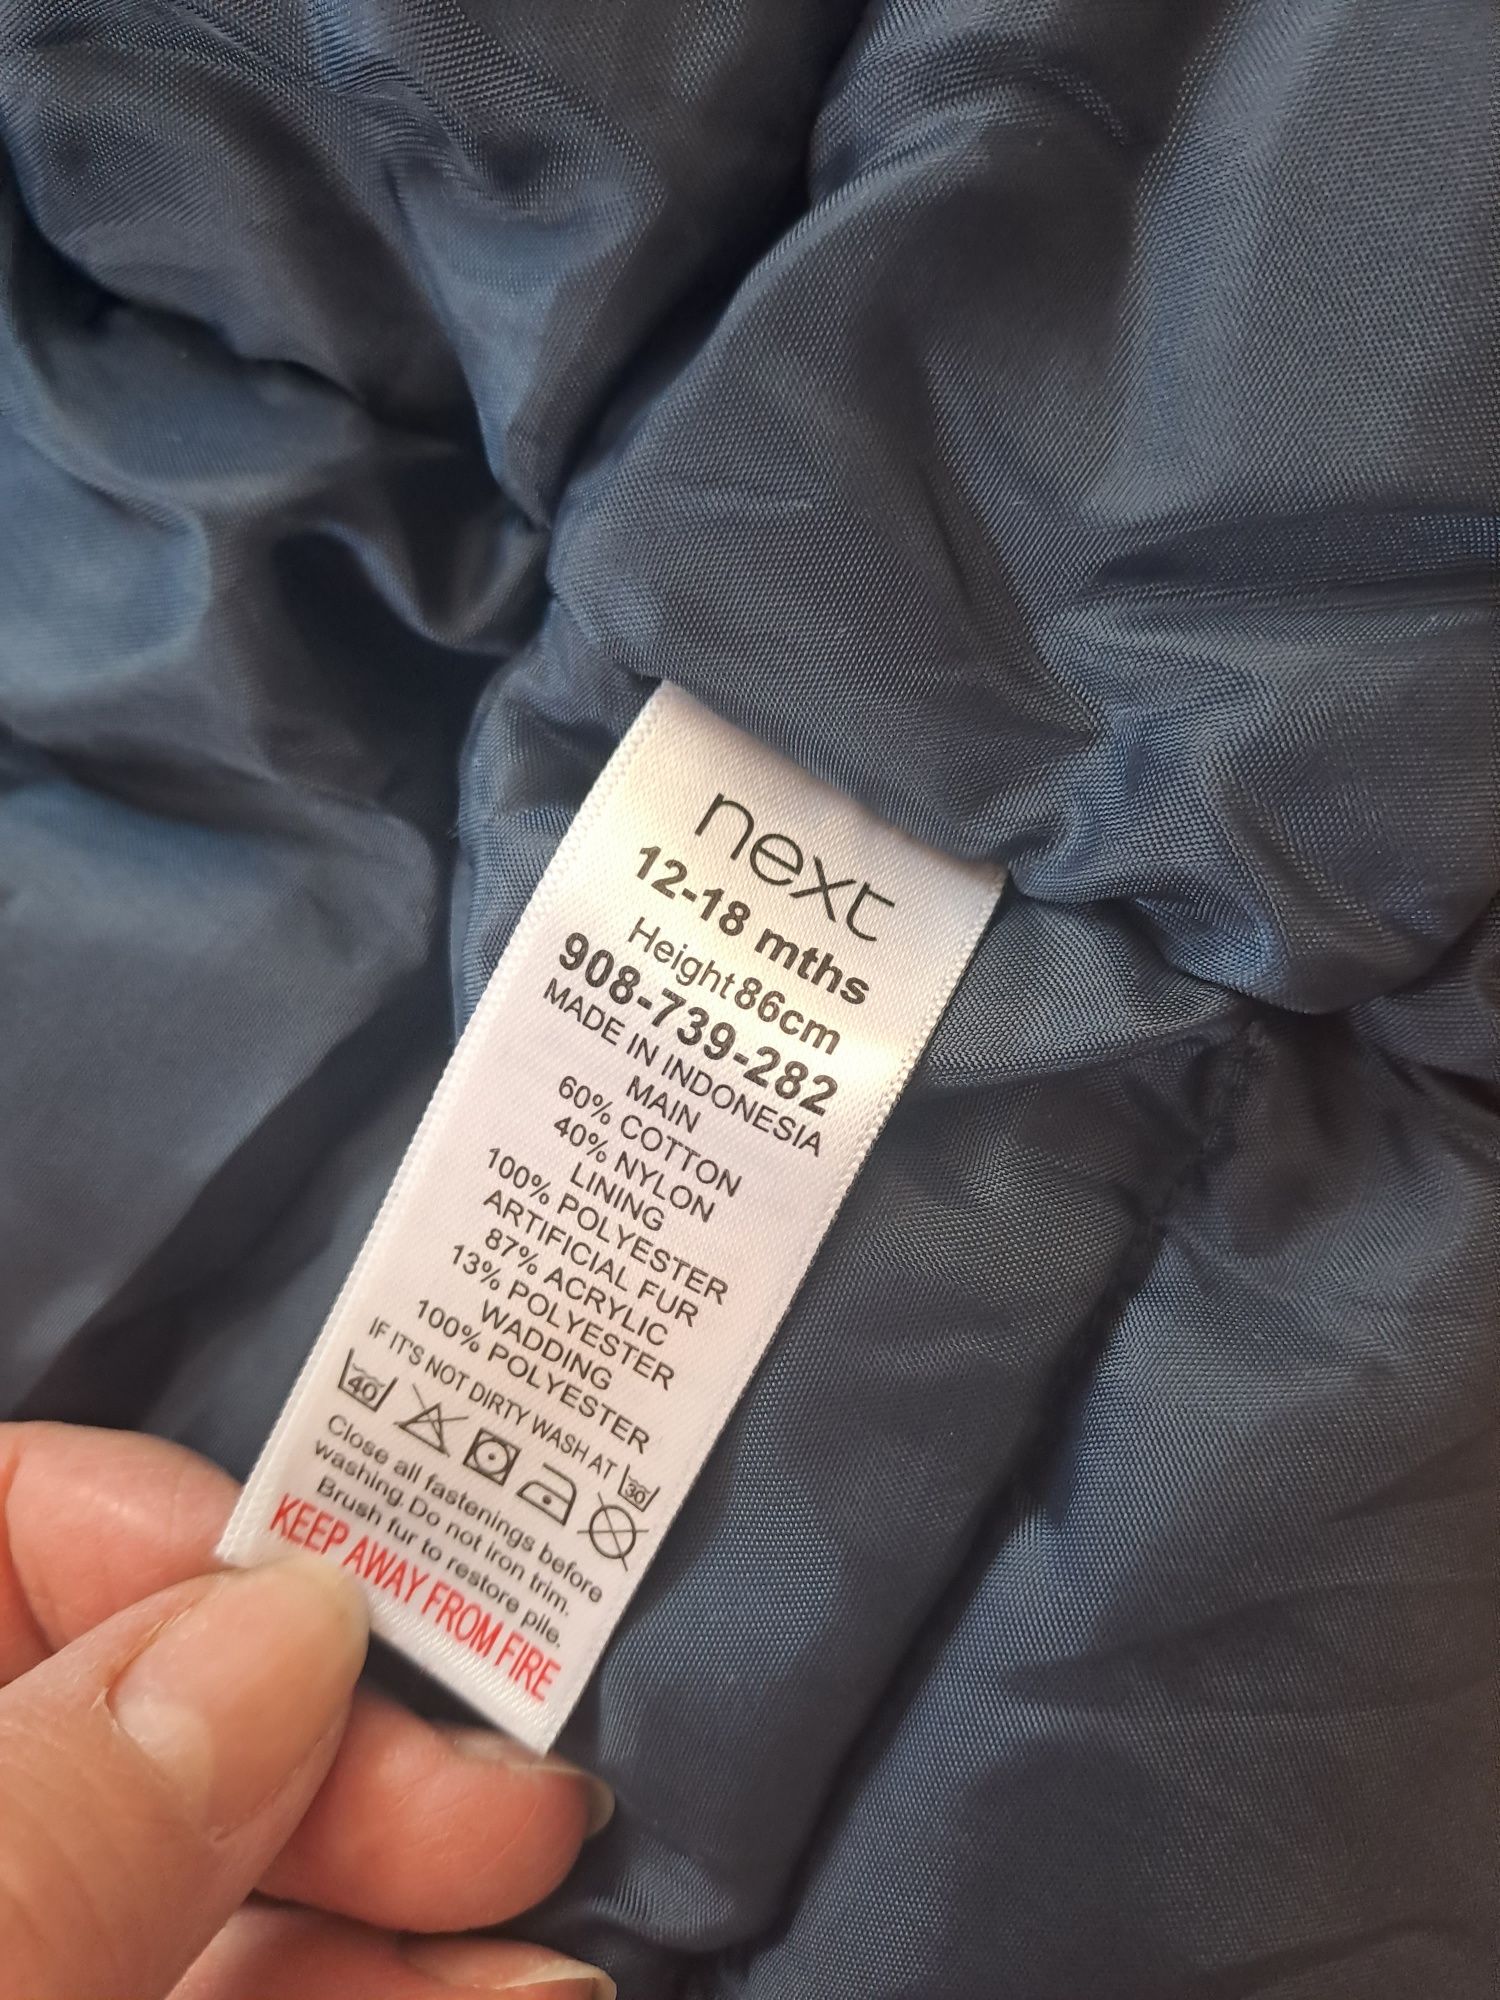 next
12-18 mths
Height 86cm
908-739-282
MADE IN INDONESIA
MAIN
60% COTTON
40% NYLON
LINING
100% POLYESTER
ARTIFICIAL FUR
87% ACRYLIC
13% POLYESTER
WADDING
100% POLYESTER
IF IT'S NOT DIRTY WASH AT 30
40
Close all fastenings before
washing. Do not iron trim.
Brush fur to restore pile.
KEEP AWAY FROM FIRE